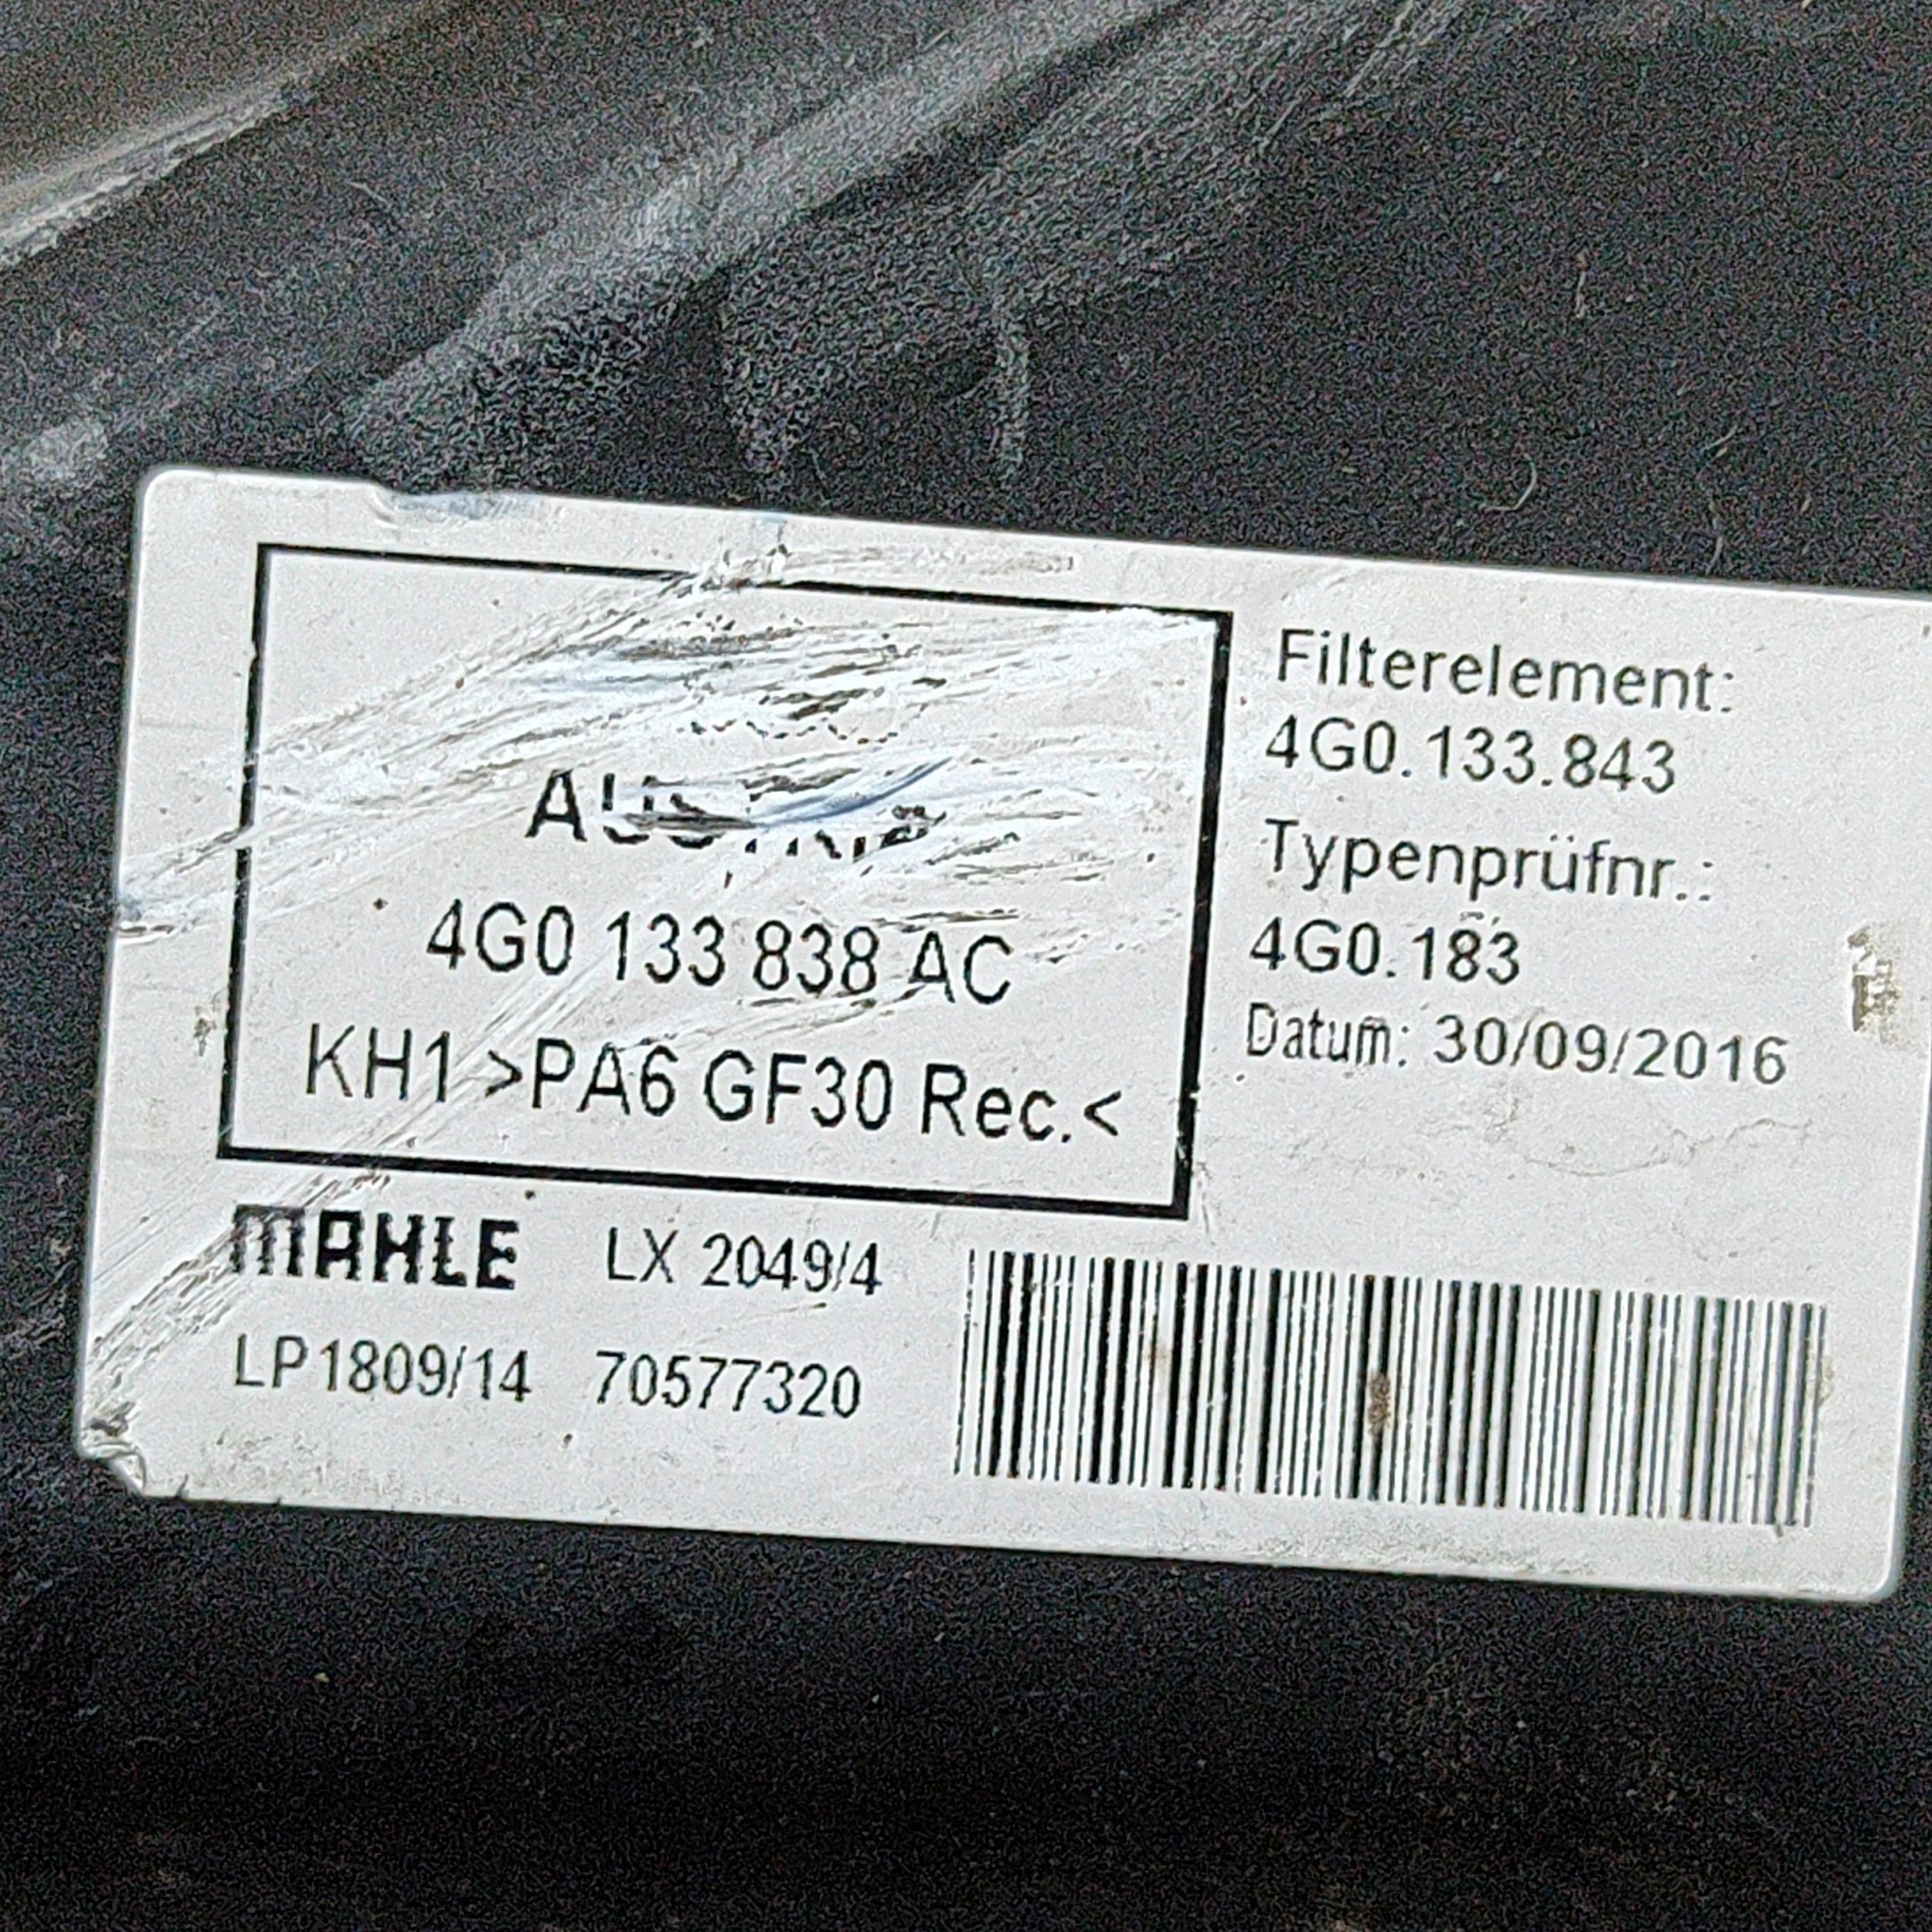 AUSTRIA
4G0 133 838 AC
KH1 >PA6 GF30 Rec.<
Filterelement:
4G0.133.843
Typenprüfnr.:
4G0.183
Datum: 30/09/2016
MAHLE LX 2049/4
LP1809/14 70577320